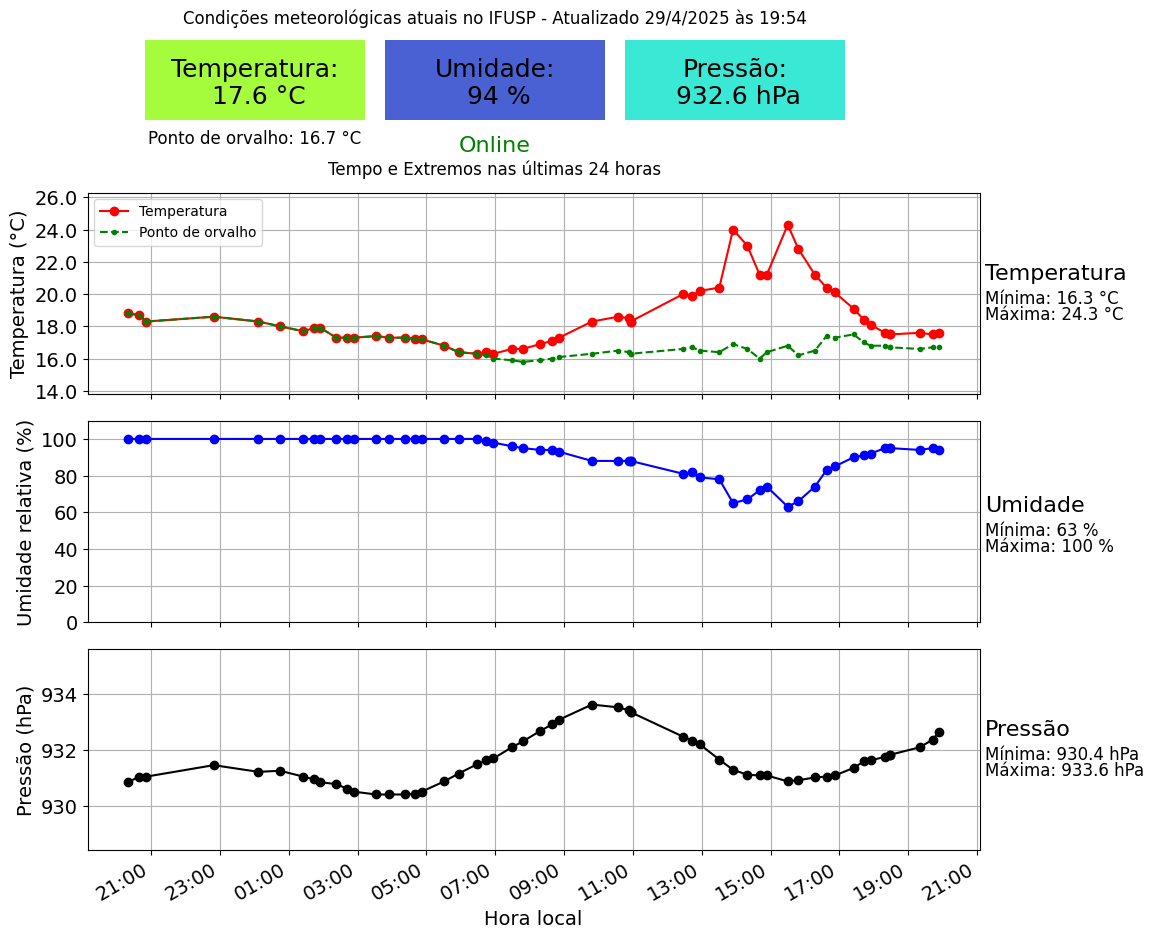 Condições meteorológicas atuais no IFUSP - Atualizado 29/4/2025 às 19:54
Temperatura:
17.6 °C
Umidade:
94 %
Pressão:
932.6 hPa
Ponto de orvalho: 16.7 °C
Online
Tempo e Extremos nas últimas 24 horas
Temperatura (°C)
26.0
24.0
22.0
20.0
18.0
16.0
14.0
Temperatura
Ponto de orvalho
Temperatura
Mínima: 16.3 °C
Máxima: 24.3 °C
Umidade relativa (%)
100
80
60
40
20
0
Umidade
Mínima: 63 %
Máxima: 100 %
Pressão (hPa)
934
932
930
Pressão
Mínima: 930.4 hPa
Máxima: 933.6 hPa
21:00
23:00
01:00
03:00
05:00
07:00
09:00
11:00
13:00
15:00
17:00
19:00
21:00
Hora local